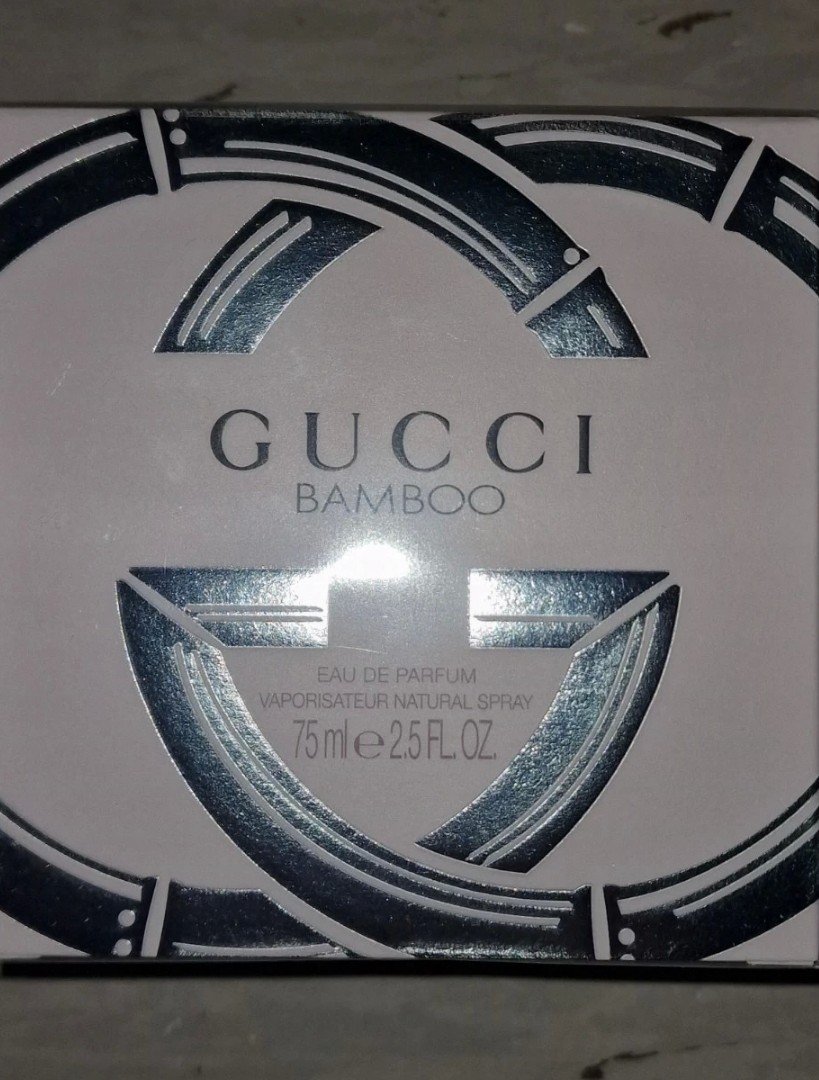 GUCCI
BAMBOO
EAU DE PARFUM
VAPORISATEUR NATURAL SPRAY
75 ml e 2.5 FL. OZ.